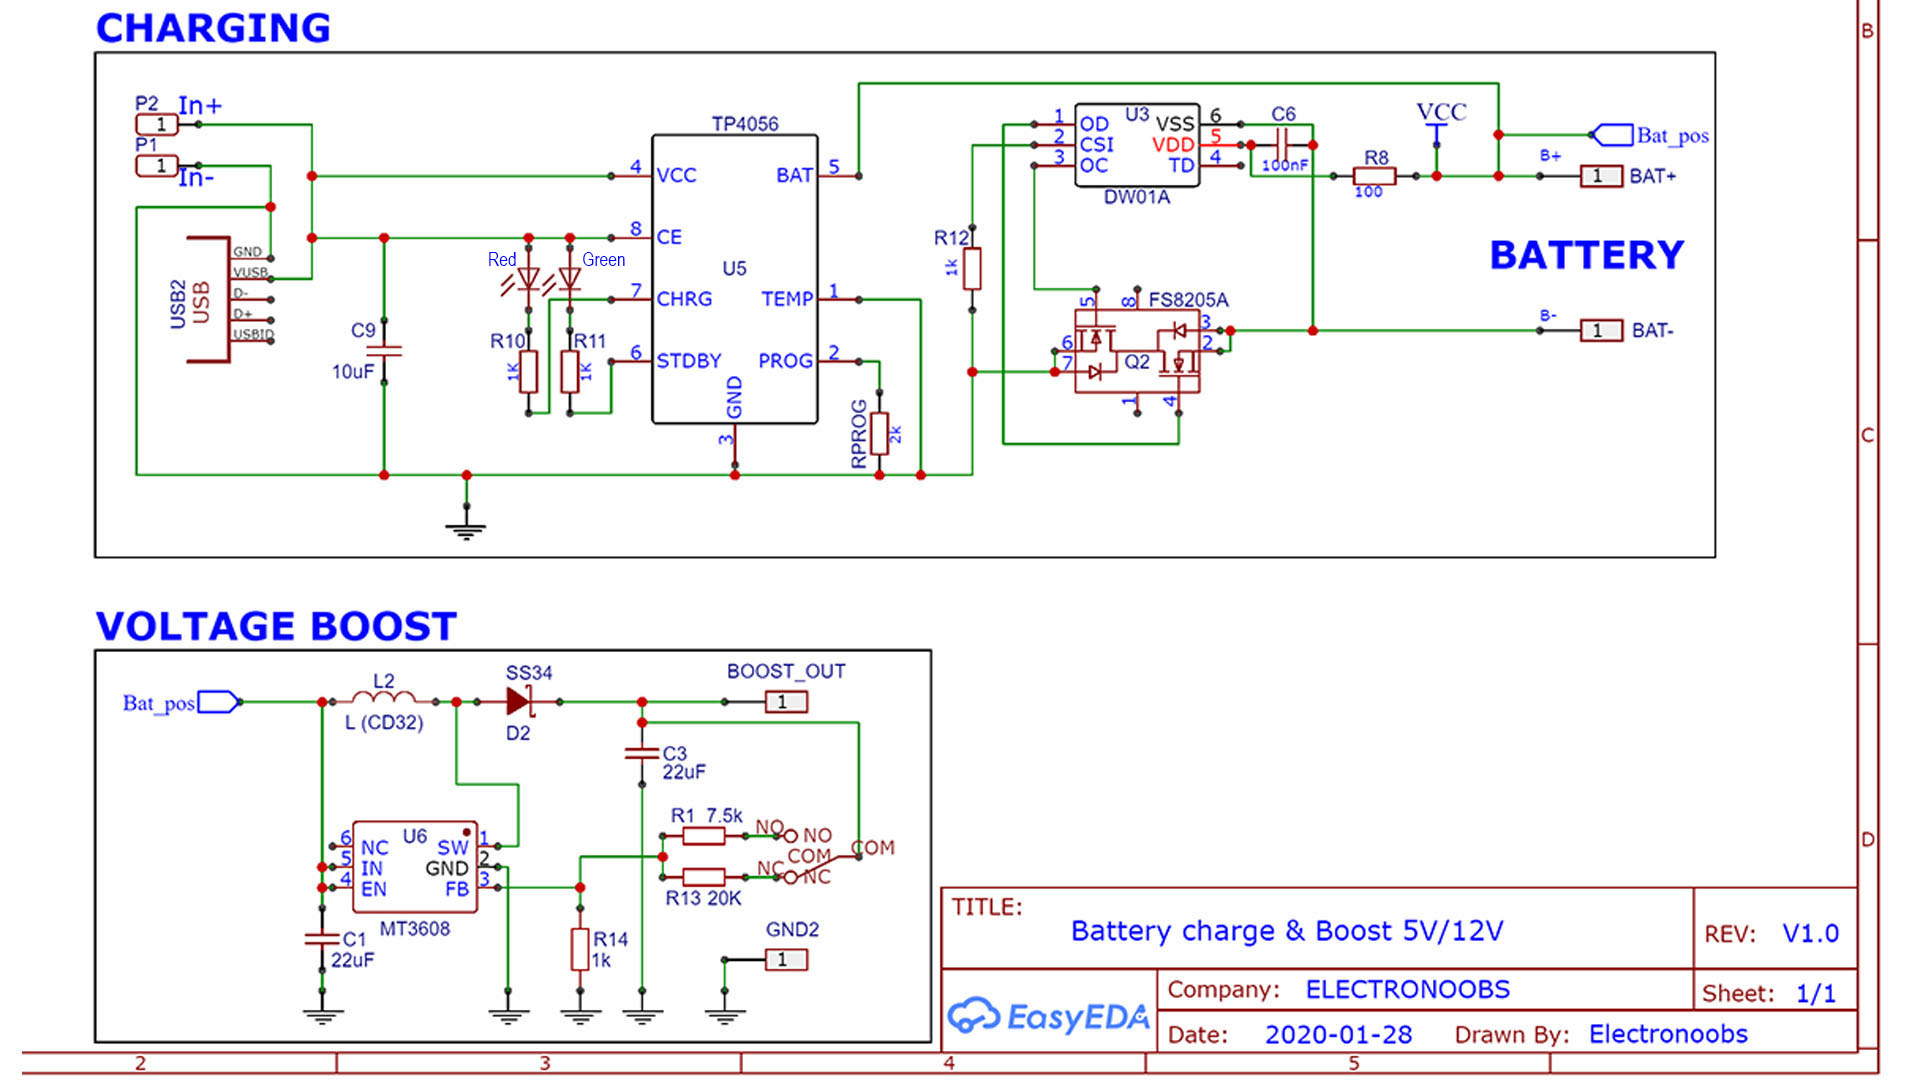 CHARGING
P2 In+
1
P1
1
In-
GND
VUSB
D-
D+
USBID
USB2
USB
C9
10uF
Red
Green
R10
1K
R11
1K
TP4056
4 VCC
8 CE
7 CHRG
6 STDBY
U5
BAT 5
TEMP 1
PROG 2
GND
3
RPROG
2k
R12
1k
U3
1 OD
2 CSI
3 OC
VSS 6
VDD 5
TD 4
DW01A
C6
100nF
R8
100
VCC
Bat_pos
B+
1 BAT+
BATTERY
FS8205A
5 8
6
7
3
2
Q2
1 4
B-
1 BAT-
VOLTAGE BOOST
Bat_pos
L2
L (CD32)
SS34
D2
BOOST_OUT
1
C3
22uF
U6
6 NC
5 IN
4 EN
SW 1
GND 2
FB 3
MT3608
C1
22uF
R14
1k
R1 7.5k
NO NO
COM COM
NC NC
R13 20K
GND2
1
TITLE:
Battery charge & Boost 5V/12V
REV: V1.0
EasyEDA
Company: ELECTRONOOBS
Sheet: 1/1
Date: 2020-01-28 Drawn By: Electronoobs
B
C
D
2 3 4 5